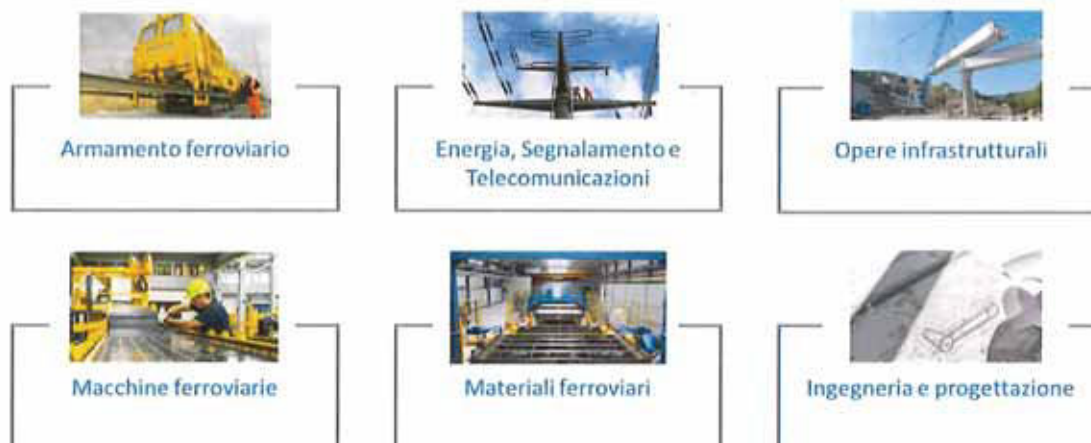 Armamento ferroviario
Energia, Segnalamento e
Telecomunicazioni
Opere infrastrutturali
Macchine ferroviarie
Materiali ferroviari
Ingegneria e progettazione